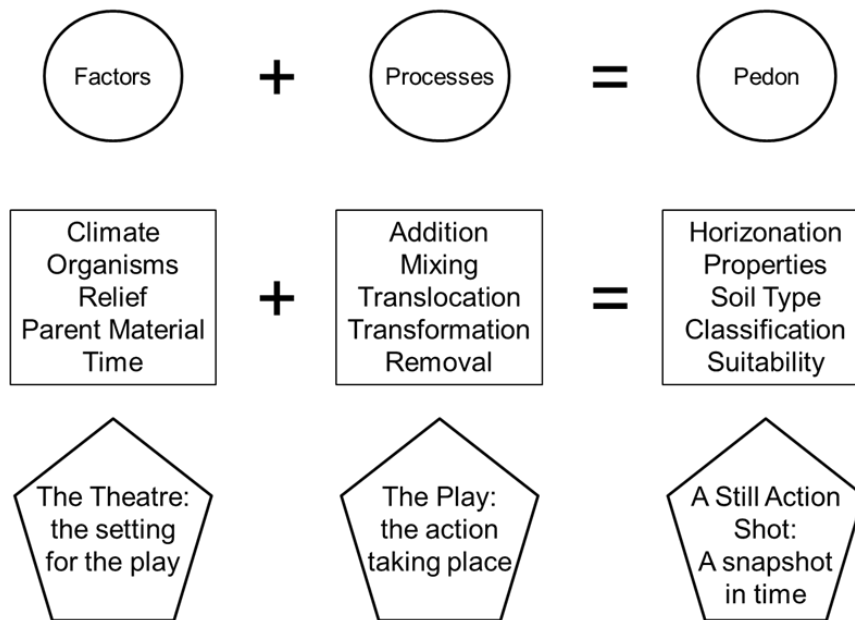 Factors + Processes = Pedon
Climate
Organisms
Relief
Parent Material
Time
+
Addition
Mixing
Translocation
Transformation
Removal
=
Horizonation
Properties
Soil Type
Classification
Suitability
The Theatre:
the setting
for the play
The Play:
the action
taking place
A Still Action
Shot:
A snapshot
in time